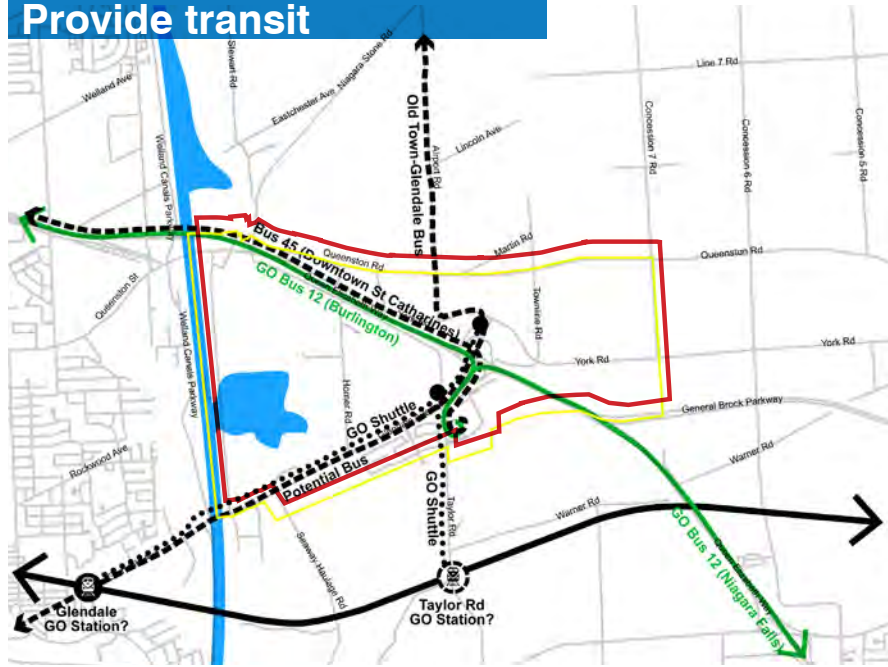 Provide transit
Stewart Rd
Niagara Stone Rd
Eastchester Ave
Welland Ave
Line 7 Rd
Concession 7 Rd
Concession 6 Rd
Concession 5 Rd
Old Town-Glendale Bus
Airport Rd
Lincoln Ave
Welland Canals Parkway
Bus 45 (Downtown St Catharines)
Queenston Rd
Martin Rd
Queenston Rd
GO Bus 12 (Burlington)
Queenston St
Townline Rd
Welland Canals Parkway
York Rd
York Rd
Homer Rd
GO Shuttle
General Brock Parkway
Rockwood Ave
Potential Bus
GO Shuttle
Taylor Rd
Warner Rd
Warner Rd
Seaway Haulage Rd
GO Bus 12 (Niagara Falls)
Glendale
GO Station?
Taylor Rd
GO Station?